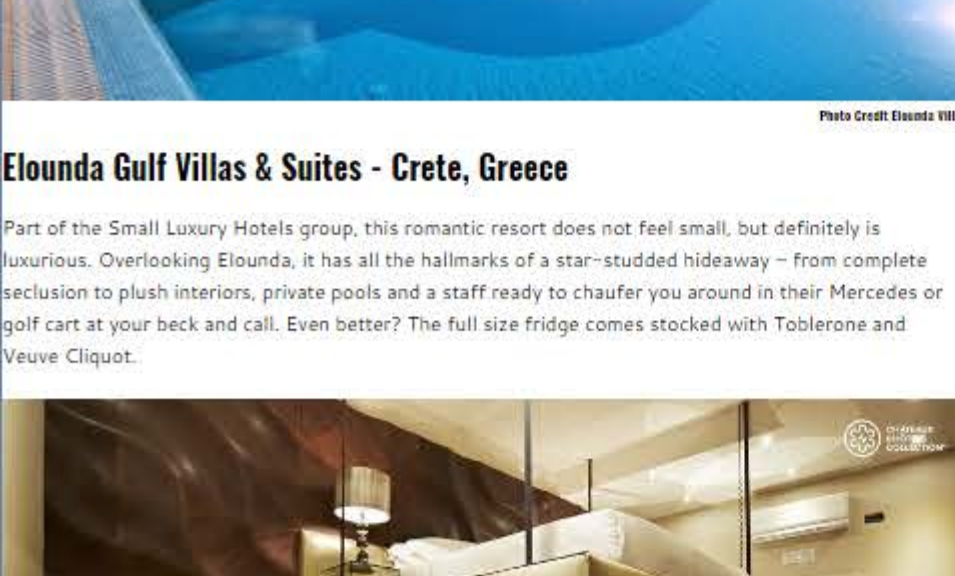 Photo Credit Elounda Vill
Elounda Gulf Villas & Suites - Crete, Greece
Part of the Small Luxury Hotels group, this romantic resort does not feel small, but definitely is
luxurious. Overlooking Elounda, it has all the hallmarks of a star-studded hideaway – from complete
seclusion to plush interiors, private pools and a staff ready to chaufer you around in their Mercedes or
golf cart at your beck and call. Even better? The full size fridge comes stocked with Toblerone and
Veuve Cliquot.
COLLECTION